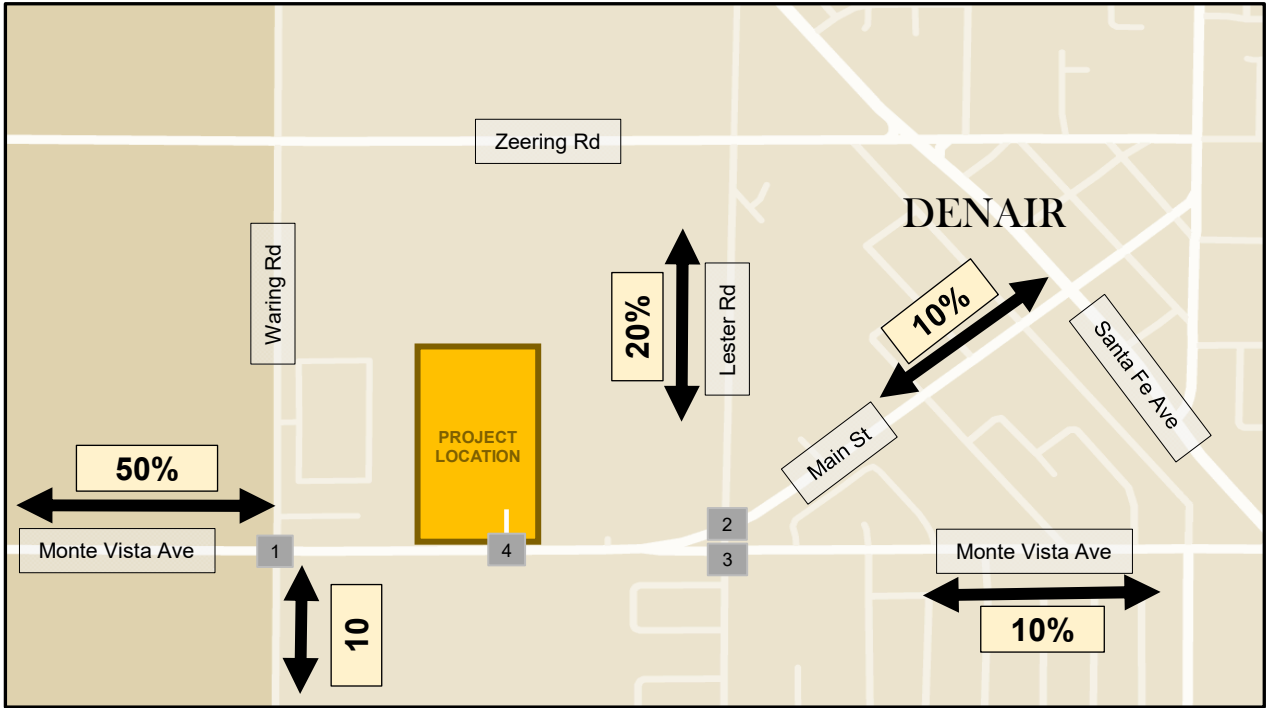 Zeering Rd
DENAIR
Waring Rd
20%
Lester Rd
10%
Santa Fe Ave
PROJECT
LOCATION
Main St
50%
Monte Vista Ave
1
4
2
3
Monte Vista Ave
10
10%